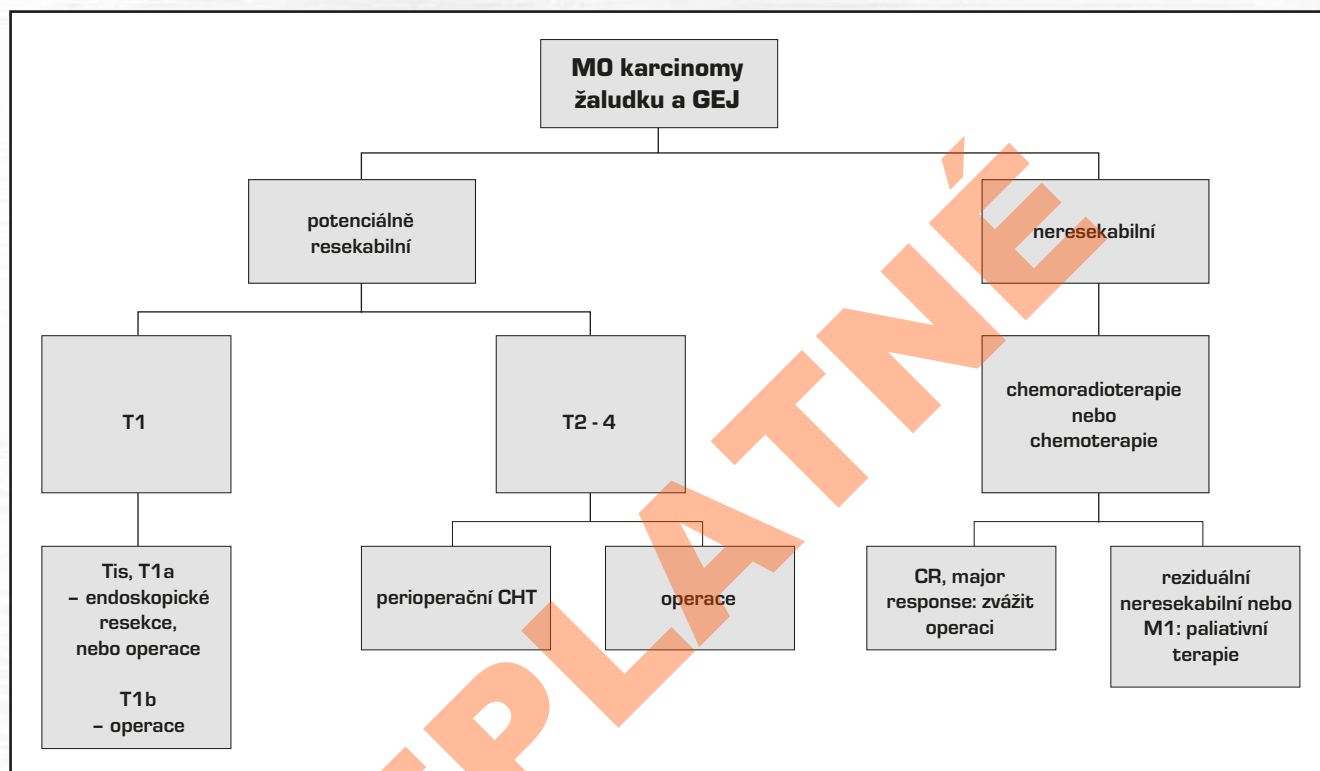 M0 karcinomy
žaludku a GEJ
potenciálně
resekabilní
neresekabilní
T1
T2 - 4
chemoradioterapie
nebo
chemoterapie
Tis, T1a
– endoskopické
resekce,
nebo operace
T1b
– operace
perioperační CHT
operace
CR, major
response: zvážit
operaci
reziduální
neresekabilní nebo
M1: paliativní
terapie
PLATNÉ